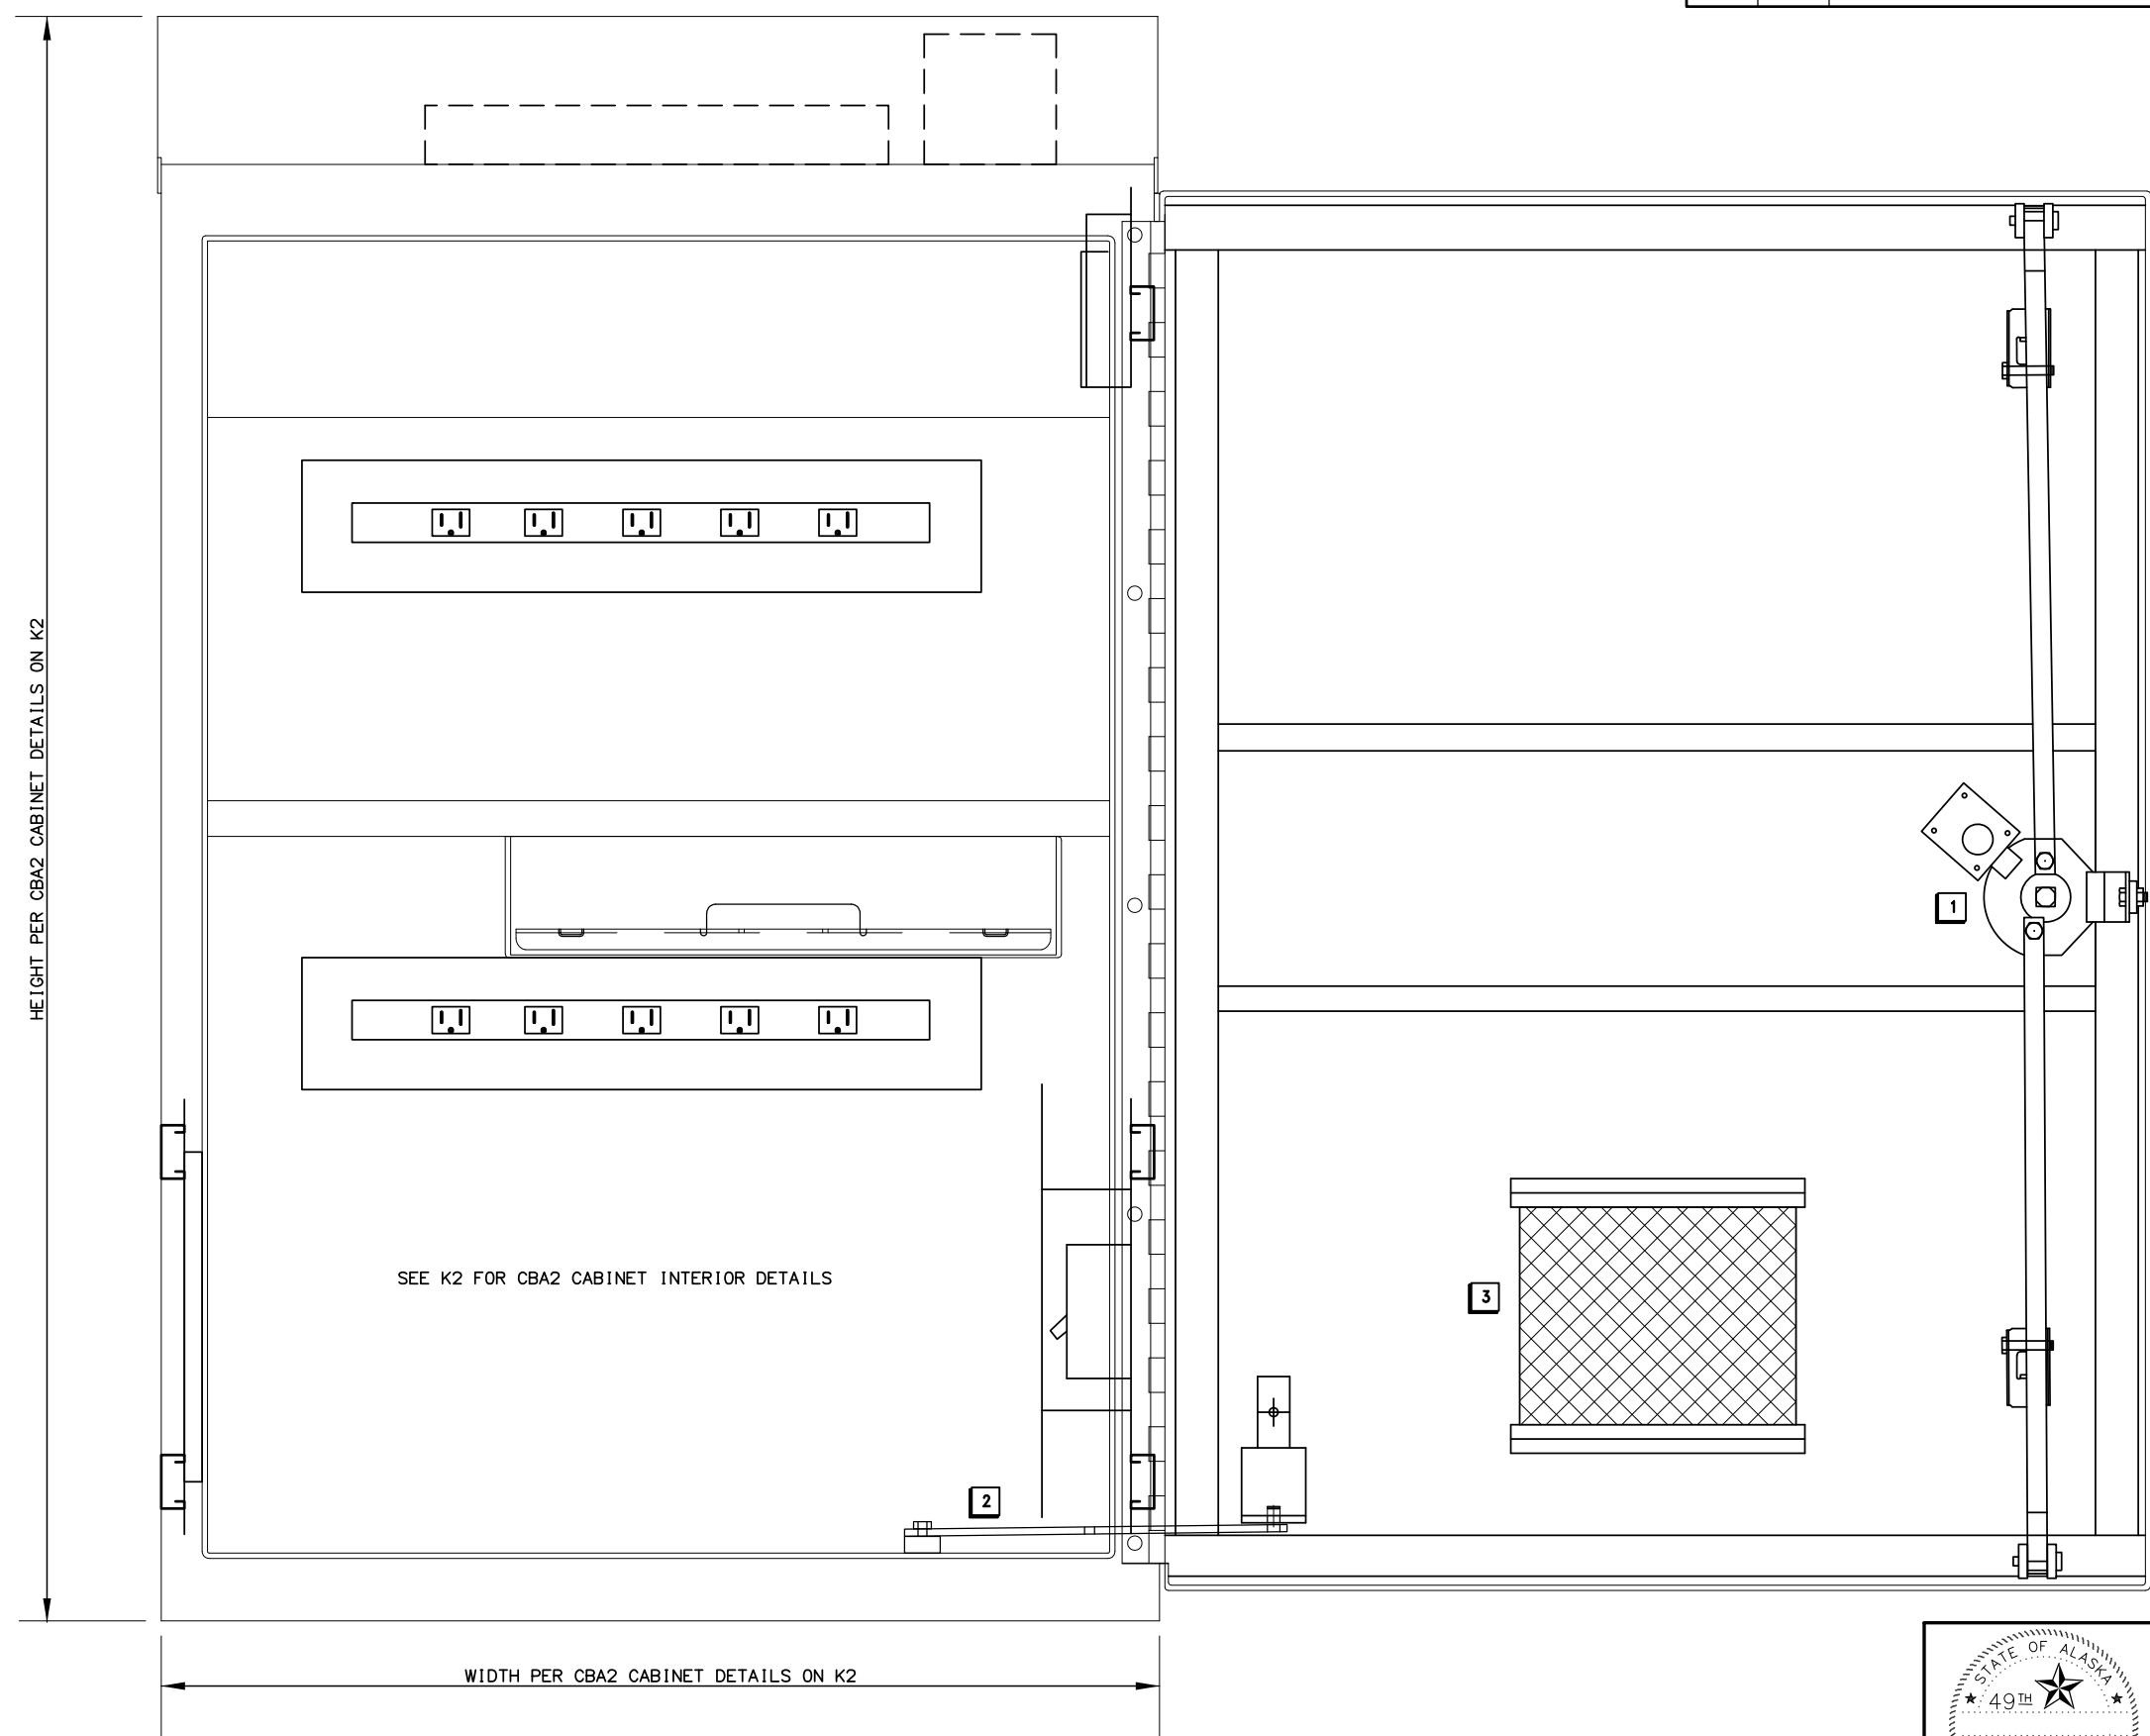 HEIGHT PER CBA2 CABINET DETAILS ON K2
1
3
SEE K2 FOR CBA2 CABINET INTERIOR DETAILS
2
WIDTH PER CBA2 CABINET DETAILS ON K2
STATE OF ALASKA
49TH